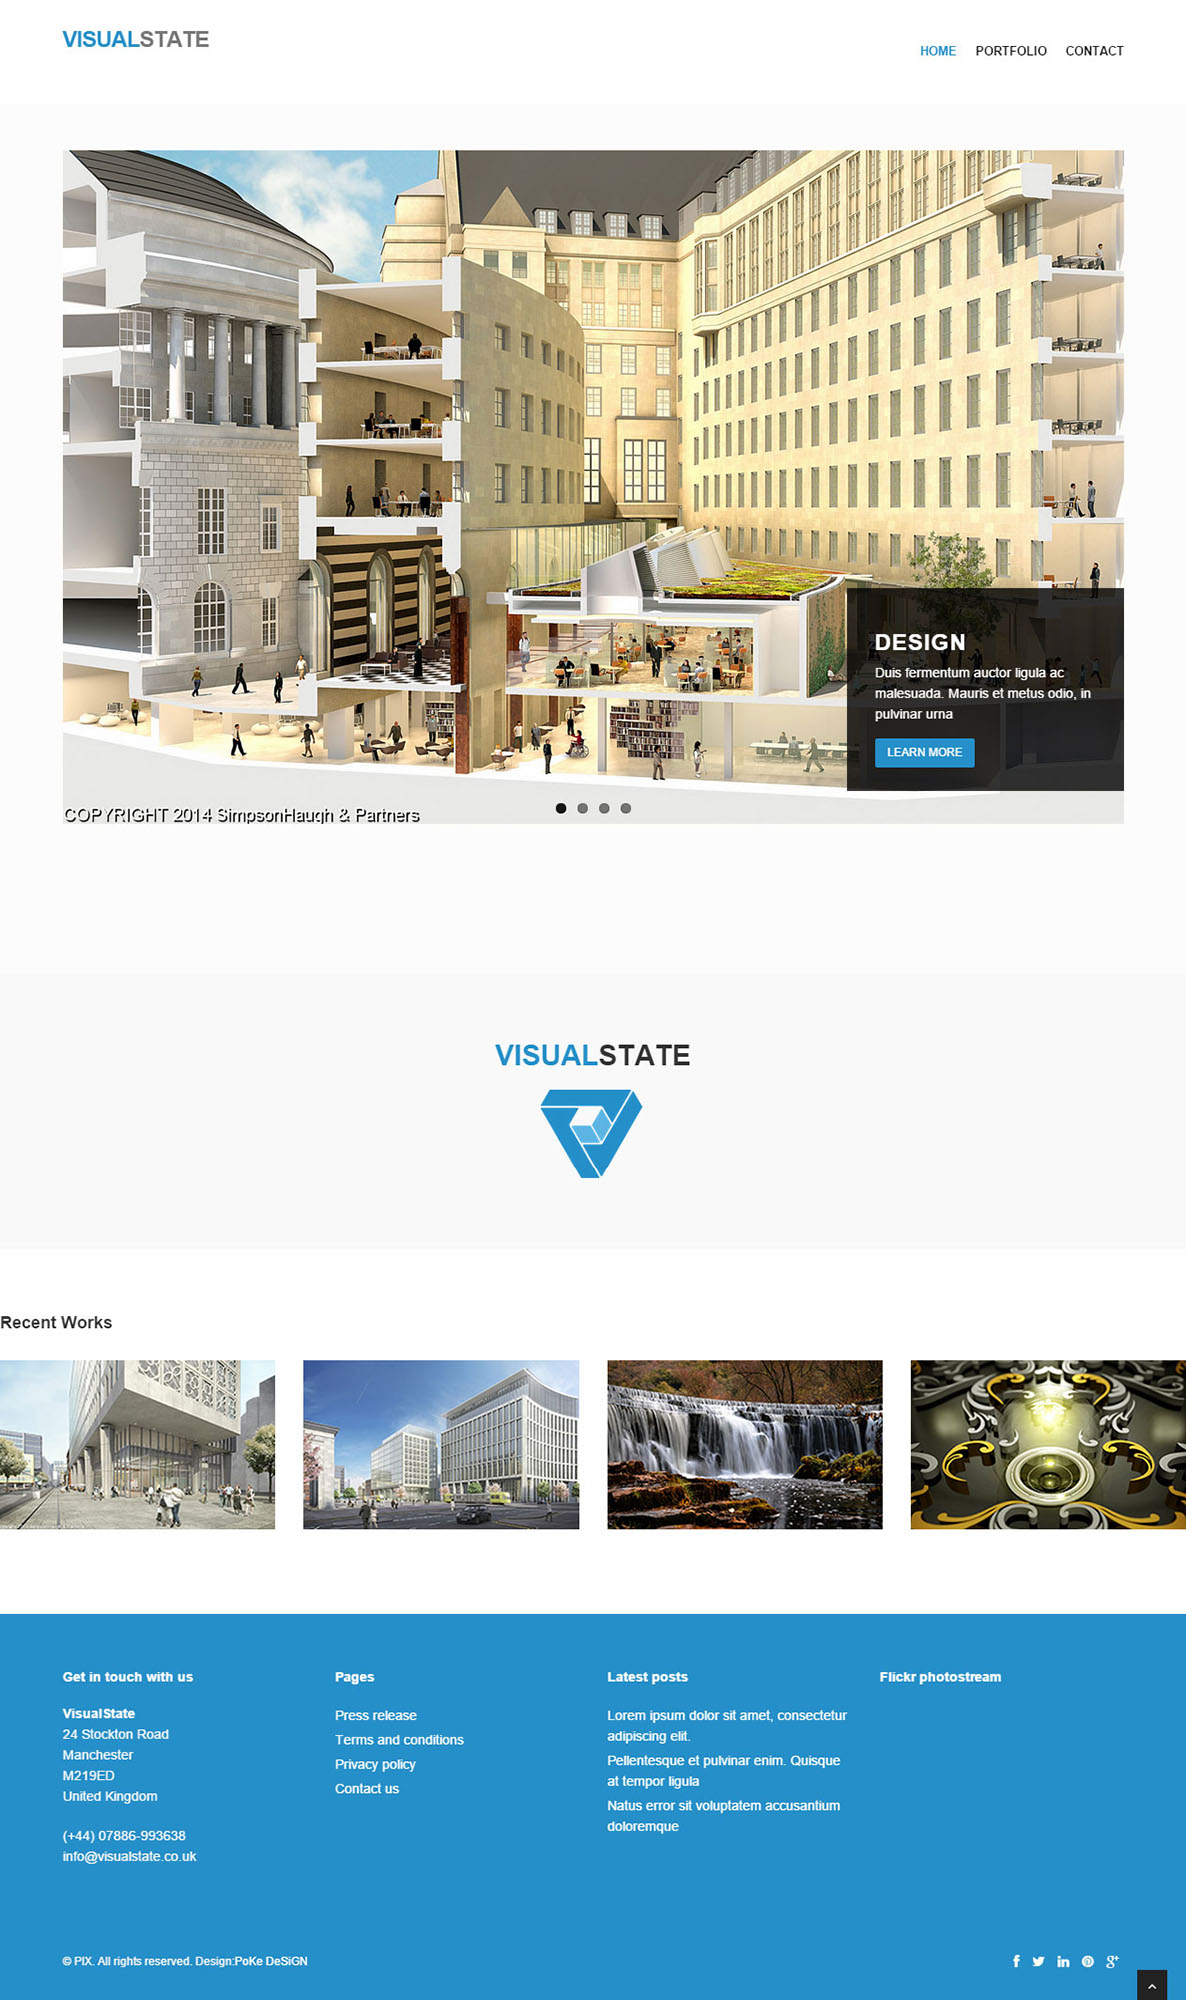 VISUALSTATE
HOME PORTFOLIO CONTACT
DESIGN
Duis fermentum auctor ligula ac
malesuada. Mauris et metus odio, in
pulvinar urna
LEARN MORE
COPYRIGHT 2014 SimpsonHaugh & Partners
VISUALSTATE
Recent Works
Get in touch with us
VisualState
24 Stockton Road
Manchester
M219ED
United Kingdom
(+44) 07886-993638
info@visualstate.co.uk
Pages
Press release
Terms and conditions
Privacy policy
Contact us
Latest posts
Lorem ipsum dolor sit amet, consectetur
adipiscing elit.
Pellentesque et pulvinar enim. Quisque
at tempor ligula
Natus error sit voluptatem accusantium
doloremque
Flickr photostream
© PIX. All rights reserved. Design:PoKe DeSiGN